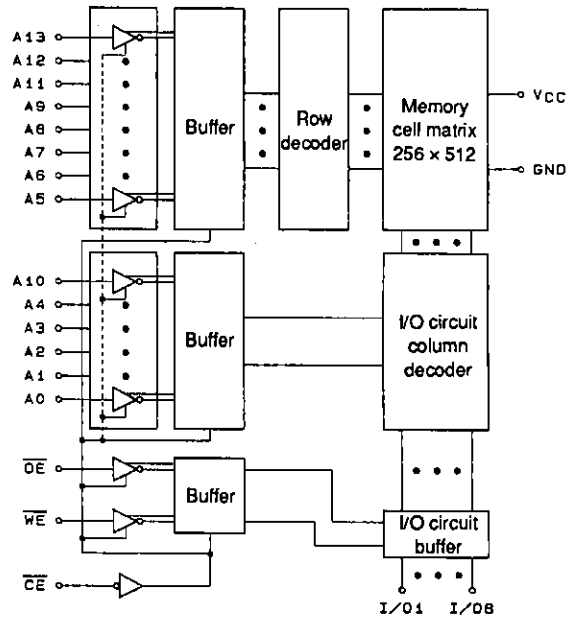 A13
A12
A11
A9
A8
A7
A6
A5
Buffer
Row
decoder
Memory
cell matrix
256 × 512
VCC
GND
A10
A4
A3
A2
A1
A0
Buffer
I/O circuit
column
decoder
OE
WE
CE
Buffer
I/O circuit
buffer
I/O1
I/O8